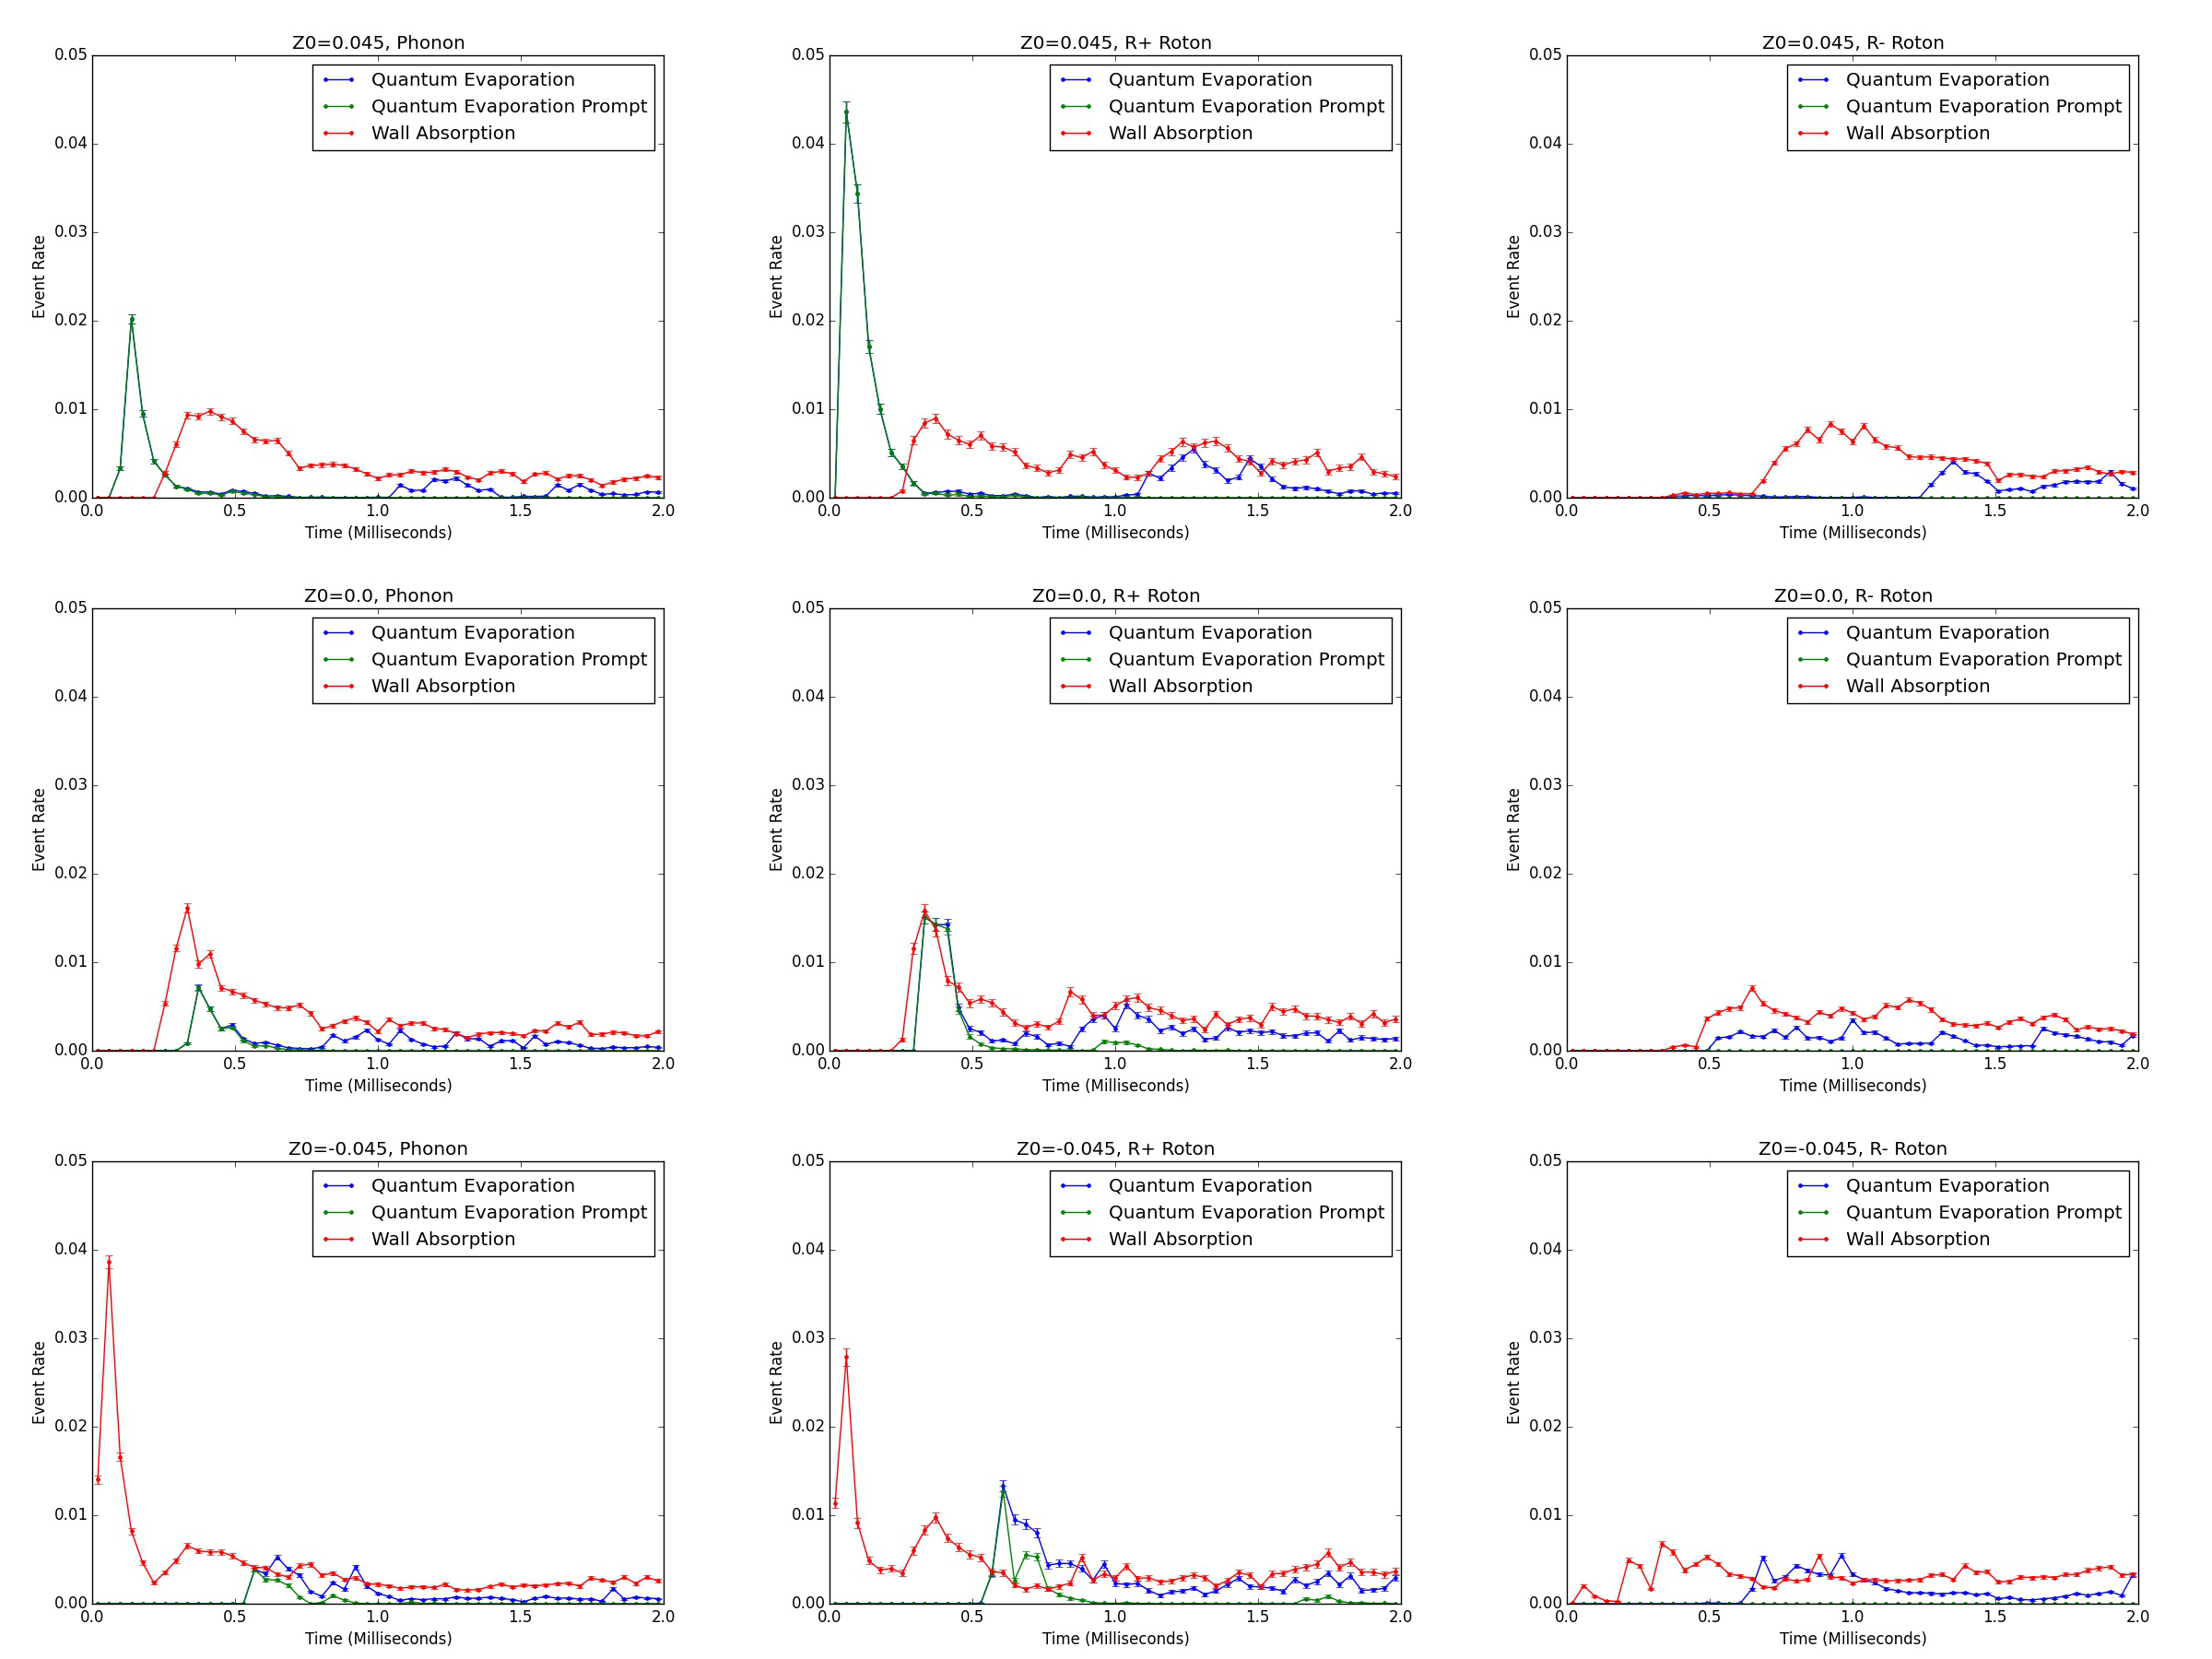 Z0=0.045, Phonon
0.05
0.04
0.03
0.02
0.01
0.00
Event Rate
Quantum Evaporation
Quantum Evaporation Prompt
Wall Absorption
0.0 0.5 1.0 1.5 2.0
Time (Milliseconds)
Z0=0.045, R+ Roton
0.05
0.04
0.03
0.02
0.01
0.00
Event Rate
Quantum Evaporation
Quantum Evaporation Prompt
Wall Absorption
0.0 0.5 1.0 1.5 2.0
Time (Milliseconds)
Z0=0.045, R- Roton
0.05
0.04
0.03
0.02
0.01
0.00
Event Rate
Quantum Evaporation
Quantum Evaporation Prompt
Wall Absorption
0.0 0.5 1.0 1.5 2.0
Time (Milliseconds)
Z0=0.0, Phonon
0.05
0.04
0.03
0.02
0.01
0.00
Event Rate
Quantum Evaporation
Quantum Evaporation Prompt
Wall Absorption
0.0 0.5 1.0 1.5 2.0
Time (Milliseconds)
Z0=0.0, R+ Roton
0.05
0.04
0.03
0.02
0.01
0.00
Event Rate
Quantum Evaporation
Quantum Evaporation Prompt
Wall Absorption
0.0 0.5 1.0 1.5 2.0
Time (Milliseconds)
Z0=0.0, R- Roton
0.05
0.04
0.03
0.02
0.01
0.00
Event Rate
Quantum Evaporation
Quantum Evaporation Prompt
Wall Absorption
0.0 0.5 1.0 1.5 2.0
Time (Milliseconds)
Z0=-0.045, Phonon
0.05
0.04
0.03
0.02
0.01
0.00
Event Rate
Quantum Evaporation
Quantum Evaporation Prompt
Wall Absorption
0.0 0.5 1.0 1.5 2.0
Time (Milliseconds)
Z0=-0.045, R+ Roton
0.05
0.04
0.03
0.02
0.01
0.00
Event Rate
Quantum Evaporation
Quantum Evaporation Prompt
Wall Absorption
0.0 0.5 1.0 1.5 2.0
Time (Milliseconds)
Z0=-0.045, R- Roton
0.05
0.04
0.03
0.02
0.01
0.00
Event Rate
Quantum Evaporation
Quantum Evaporation Prompt
Wall Absorption
0.0 0.5 1.0 1.5 2.0
Time (Milliseconds)